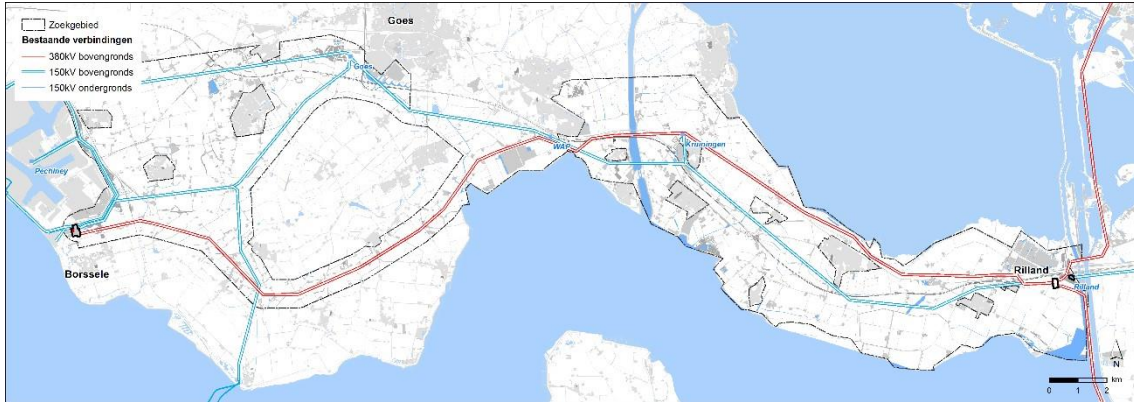 Zoekgebied
Bestaande verbindingen
380kV bovengronds
150kV bovengronds
150kV ondergronds
Goes
Goes
WAP
Kruiningen
Pechiney
Borssele
Rilland
Rilland
N
km
0 1 2